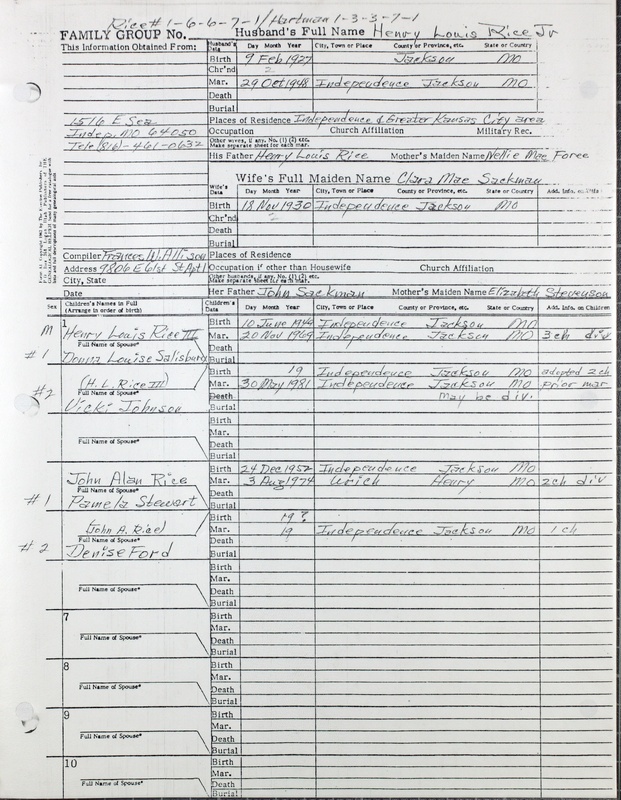 Rice # 1-6-6-7-1 / Hartman 1-3-3-7-1
FAMILY GROUP No. Husband's Full Name Henry Louis Rice Jr
This Information Obtained From: Husband's Data Day Month Year City, Town or Place County or Province, etc. State or Country
Birth 9 Feb 1927 Jackson MO
Chr'nd
Mar. 29 Oct 1948 Independence Jackson MO
Death
Burial
1516 E Sea Places of Residence Independence & Greater Kansas City area
Indep, MO 64050 Occupation Church Affiliation Military Rec.
Tele (816)-461-0632 Other wives, if any, No. (1) (2) etc. Make separate sheet for each mar.
His Father Henry Louis Rice Mother's Maiden Name Nellie Mae Foree
Wife's Full Maiden Name Clara Mae Sackman
Wife's Data Day Month Year City, Town or Place County or Province, etc. State or Country Add. Info. on Wife
Birth 18 Nov 1930 Independence Jackson MO
Chr'nd
Death
Burial
Compiler Frances W. Allison Places of Residence
Address 9806 E 61st St Apt 1 Occupation if other than Housewife Church Affiliation
City, State Other husbands, if any, No. (1) (2) etc. Make separate sheet for each mar.
Date Her Father John Sackman Mother's Maiden Name Elizabeth Stevenson
Sex Children's Names in Full (Arrange in order of birth) Children's Data Day Month Year City, Town or Place County or Province, etc. State or Country Add. Info. on Children
1 Birth 10 June 1949 Independence Jackson MO
M Henry Louis Rice III Mar. 20 Nov 1969 Independence Jackson MO 3ch div
Full Name of Spouse* Death
#1 Donna Louise Salisbury Burial
Birth 19 Independence Jackson MO adopted 2ch
(H. L. Rice III) Mar. 30 May 1981 Independence Jackson MO prior mar
#2 Full Name of Spouse* Death may be div.
Vicki Johnson Burial
Birth
Mar.
Full Name of Spouse* Death
Burial
Birth 24 Dec 1952 Independence Jackson MO
John Alan Rice Mar. 3 Aug 1974 Urich Henry MO 2ch div
Full Name of Spouse* Death
#1 Pamela Stewart Burial
Birth 19?
(John A. Rice) Mar. 19 Independence Jackson MO 1 ch
Full Name of Spouse* Death
#2 Denise Ford Burial
Birth
Mar.
Full Name of Spouse* Death
Burial
7 Birth
Mar.
Full Name of Spouse* Death
Burial
8 Birth
Mar.
Full Name of Spouse* Death
Burial
9 Birth
Mar.
Full Name of Spouse* Death
Burial
10 Birth
Mar.
Full Name of Spouse* Death
Burial